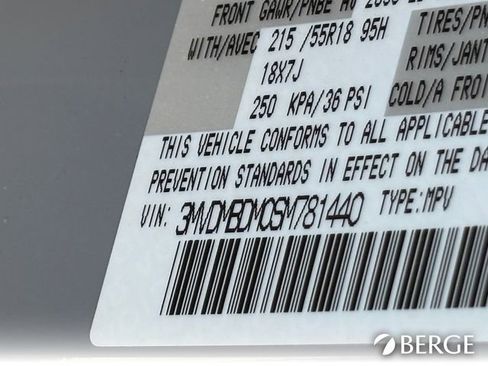 FRONT GAWR/PNBE AV
WITH/AVEC 215 /55R18 95H TIRES/PN
18X7J RIMS/JANT
250 KPA/36 PSI COLD/A FROI
THIS VEHICLE CONFORMS TO ALL APPLICABLE
PREVENTION STANDARDS IN EFFECT ON THE DA
VIN: 3MVDMBDM0SM781440 TYPE:MPV
BERGE